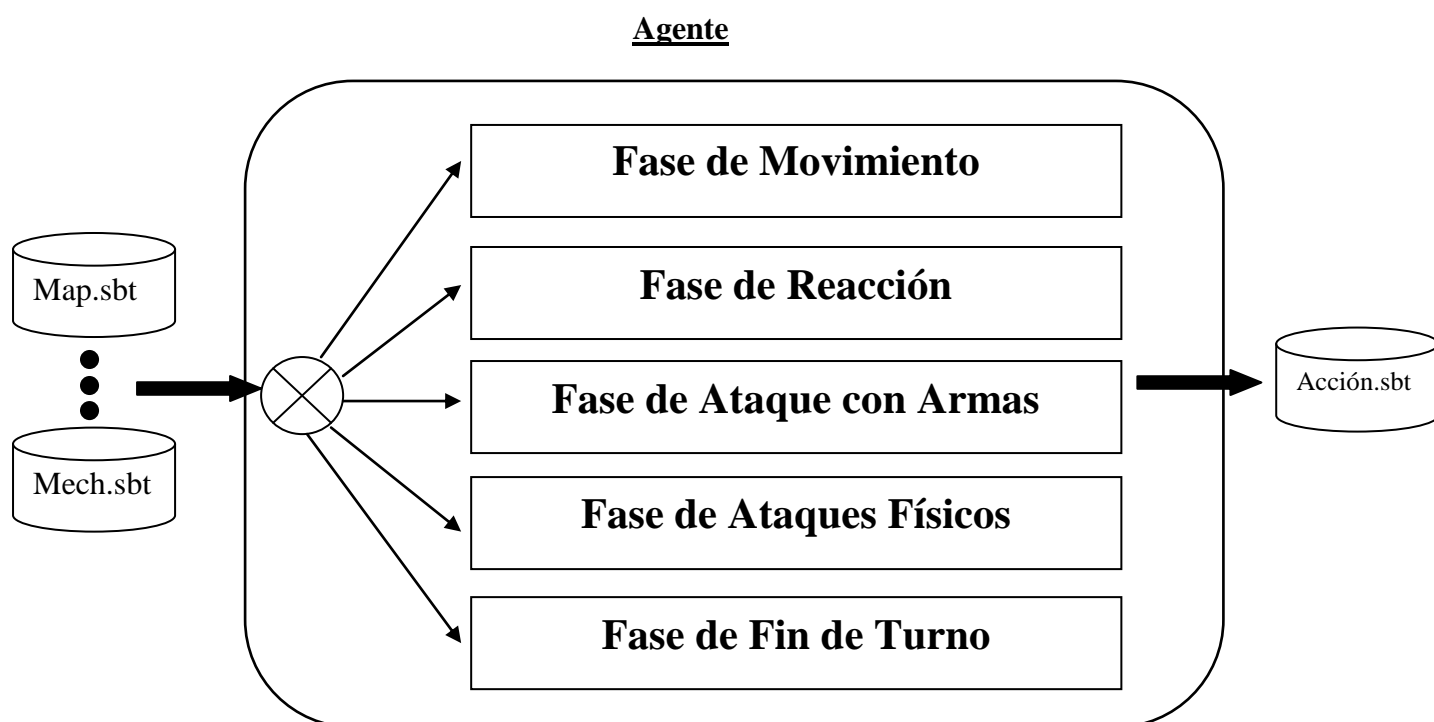 Agente
Fase de Movimiento
Fase de Reacción
Map.sbt
Fase de Ataque con Armas
Acción.sbt
Mech.sbt
Fase de Ataques Físicos
Fase de Fin de Turno